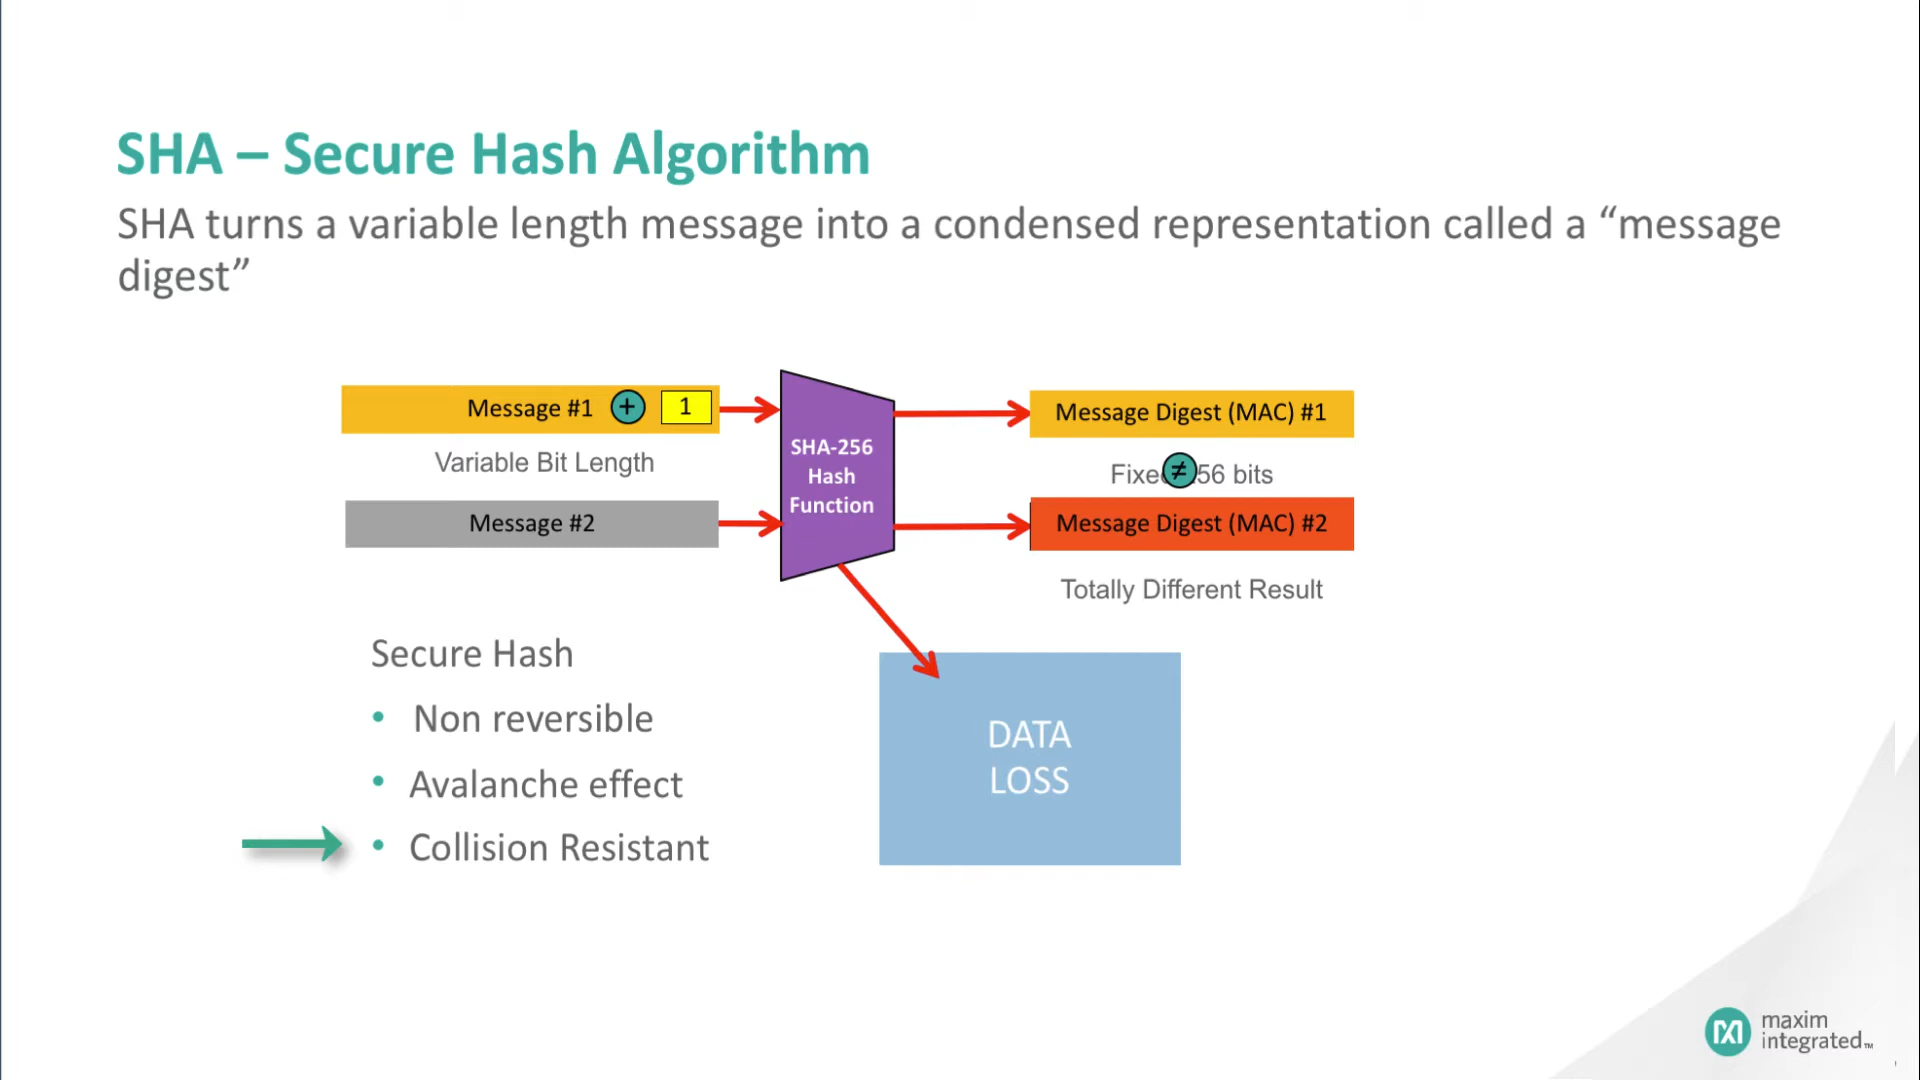 SHA – Secure Hash Algorithm
SHA turns a variable length message into a condensed representation called a “message
digest”
Message #1 + 1
Variable Bit Length
Message #2
SHA-256
Hash
Function
Message Digest (MAC) #1
≠
bits
Message Digest (MAC) #2
Totally Different Result
Secure Hash
• Non reversible
• Avalanche effect
• Collision Resistant
DATA
LOSS
maxim
integrated™